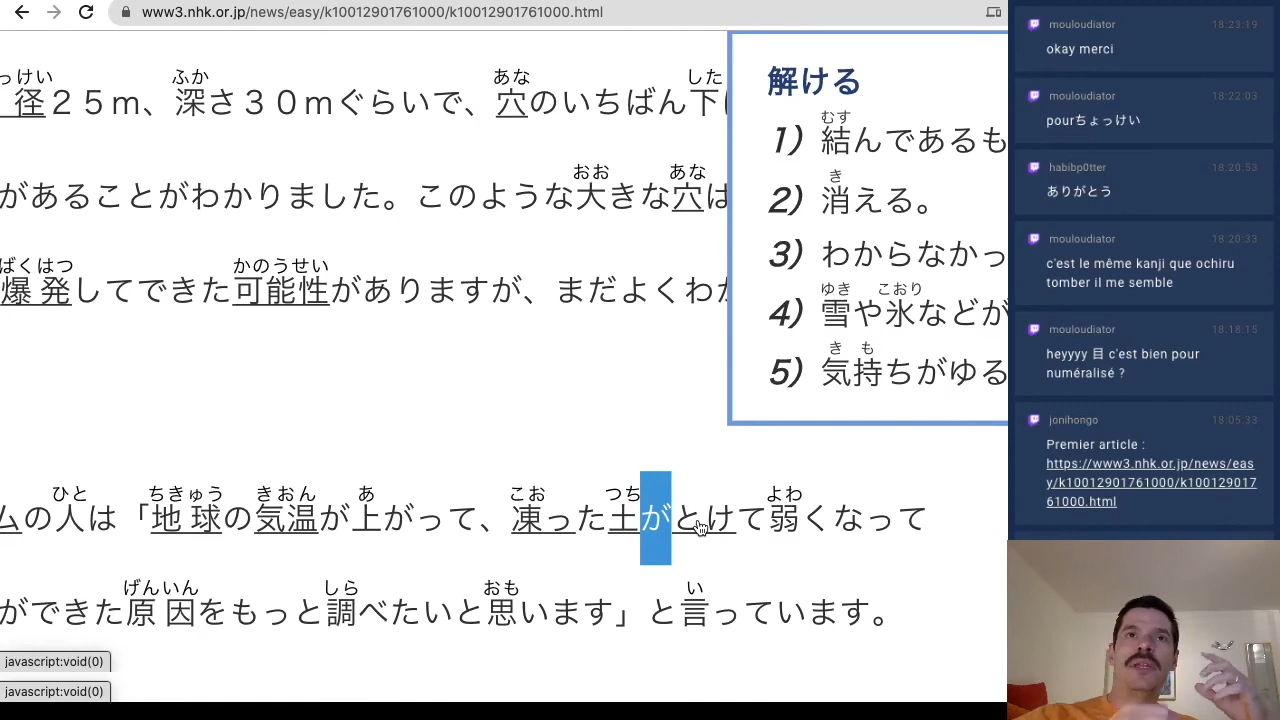 www3.nhk.or.jp/news/easy/k10012901761000/k10012901761000.html
っけい ふか あな した
径２５ｍ、深さ３０ｍぐらいで、穴のいちばん下
おお あな
があることがわかりました。このような大きな穴は
ばくはつ かのうせい
爆発してできた可能性がありますが、まだよくわか
解ける
むす
1）結んであるも
き
2）消える。
3）わからなかっ
ゆき こおり
4）雪や氷などが
き も
5）気持ちがゆる
ひと ちきゅう きおん あ こお つち よわ
ムの人は「地球の気温が上がって、凍った土がとけて弱くなって
げんいん しら おも い
ができた原因をもっと調べたいと思います」と言っています。
javascript:void(0)
javascript:void(0)
mouloudiator 18:23:19
okay merci
mouloudiator 18:22:03
pourちょっけい
habibp0tter 18:20:53
ありがとう
mouloudiator 18:20:33
c'est le même kanji que ochiru
tomber il me semble
mouloudiator 18:18:15
heyyyy 目 c'est bien pour
numéralisé ?
jonihongo 18:05:33
Premier article :
https://www3.nhk.or.jp/news/eas
y/k10012901761000/k100129017
61000.html